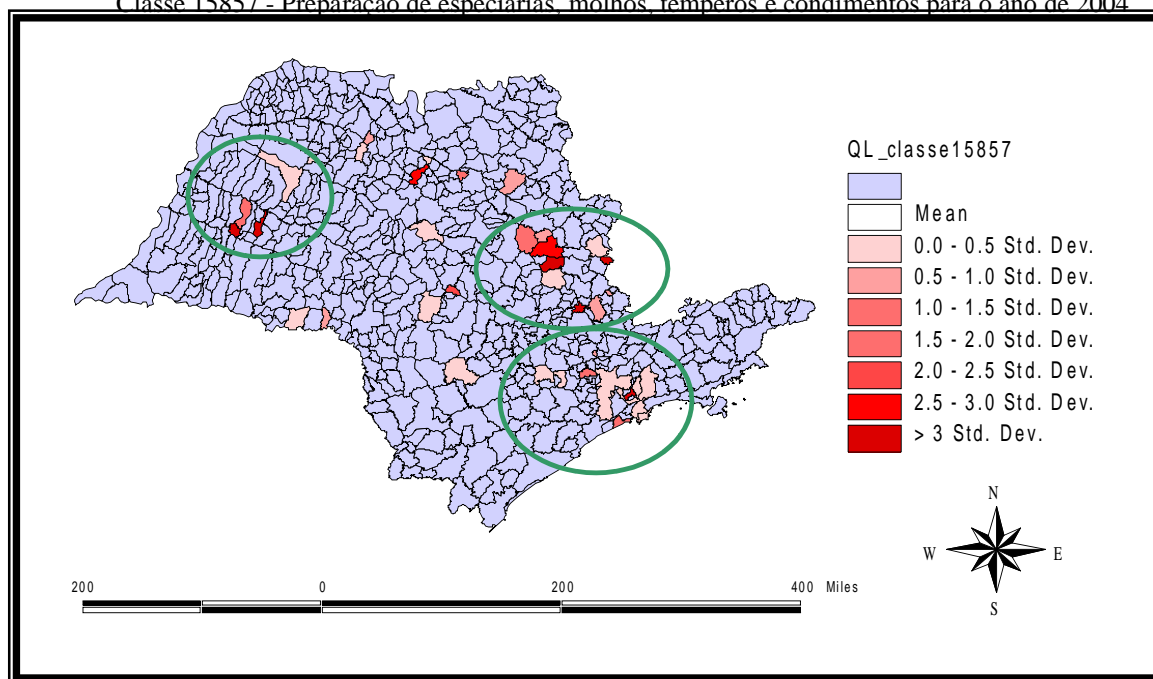 Classe 15857 - Preparação de especiarias, molhos, temperos e condimentos para o ano de 2004
QL_classe15857
Mean
0.0 - 0.5 Std. Dev.
0.5 - 1.0 Std. Dev.
1.0 - 1.5 Std. Dev.
1.5 - 2.0 Std. Dev.
2.0 - 2.5 Std. Dev.
2.5 - 3.0 Std. Dev.
> 3 Std. Dev.
N
W E
S
200 0 200 400 Miles